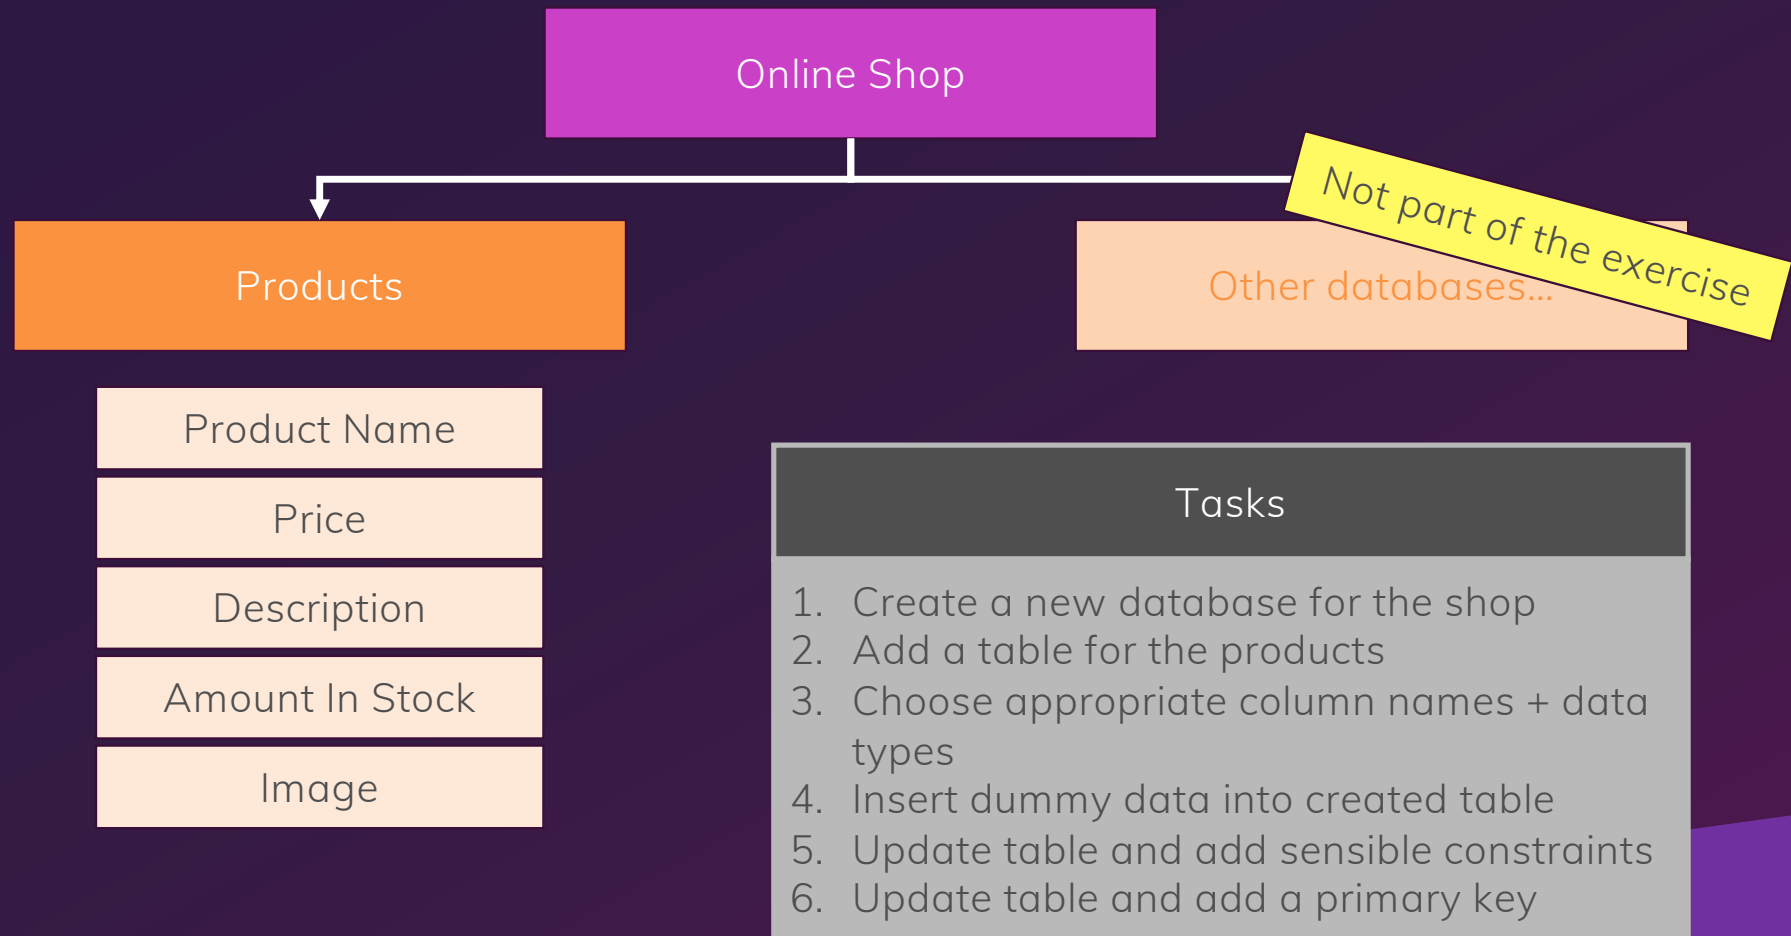 Online Shop
Not part of the exercise
Products
Other databases...
Product Name
Price
Description
Amount In Stock
Image
Tasks
1. Create a new database for the shop
2. Add a table for the products
3. Choose appropriate column names + data
types
4. Insert dummy data into created table
5. Update table and add sensible constraints
6. Update table and add a primary key